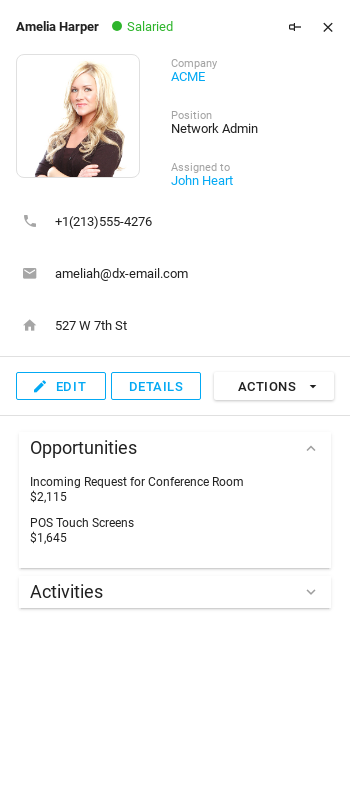 Amelia Harper Salaried
Company
ACME
Position
Network Admin
Assigned to
John Heart
+1(213)555-4276
ameliah@dx-email.com
527 W 7th St
EDIT DETAILS ACTIONS
Opportunities
Incoming Request for Conference Room
$2,115
POS Touch Screens
$1,645
Activities